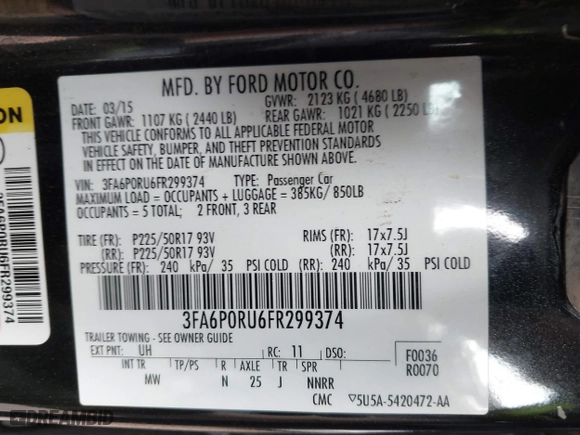 MFD. BY FORD MOTOR CO.
DATE: 03/15 GVWR: 2123 KG ( 4680 LB)
FRONT GAWR: 1107 KG ( 2440 LB) REAR GAWR: 1021 KG ( 2250 LB)
THIS VEHICLE CONFORMS TO ALL APPLICABLE FEDERAL MOTOR
VEHICLE SAFETY, BUMPER, AND THEFT PREVENTION STANDARDS
IN EFFECT ON THE DATE OF MANUFACTURE SHOWN ABOVE.
VIN: 3FA6P0RU6FR299374 TYPE: Passenger Car
MAXIMUM LOAD = OCCUPANTS + LUGGAGE = 385KG/ 850LB
OCCUPANTS = 5 TOTAL; 2 FRONT, 3 REAR
TIRE (FR): P225/50R17 93V RIMS (FR): 17x7.5J
(RR): P225/50R17 93V (RR): 17x7.5J
PRESSURE (FR): 240 kPa/ 35 PSI COLD (RR): 240 kPa/ 35 PSI COLD
3FA6P0RU6FR299374
TRAILER TOWING - SEE OWNER GUIDE
EXT PNT: UH RC: 11 DSO: F0036
R0070
INT TR TP/PS R AXLE TR SPR
MW N 25 J NNRR
CMC ▽5U5A-5420472-AA
ON
3FA6P0RU6FR299374
DREAMBID